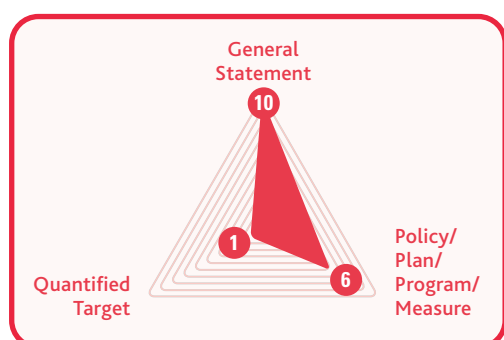 General
Statement
10
1
6
Policy/
Plan/
Program/
Measure
Quantified
Target